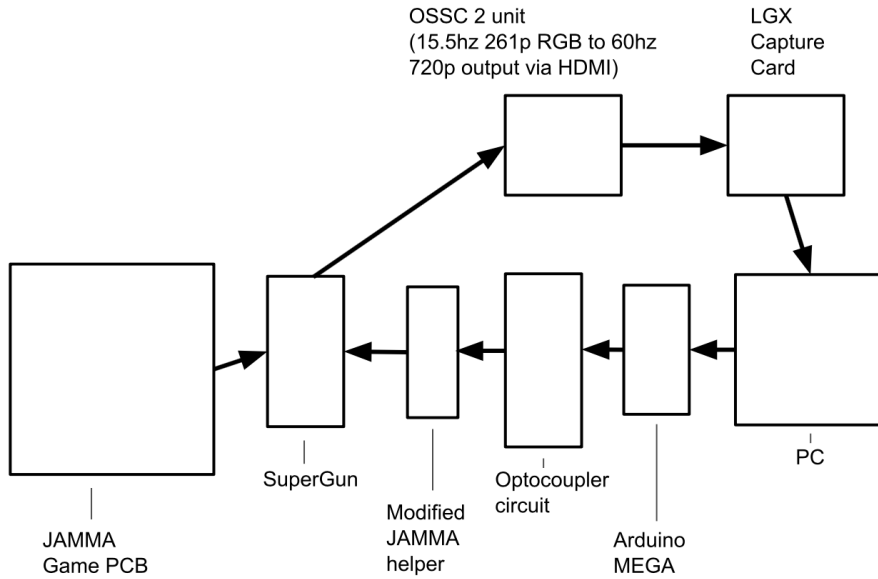 OSSC 2 unit
(15.5hz 261p RGB to 60hz
720p output via HDMI)
LGX
Capture
Card
SuperGun
Optocoupler
circuit
PC
JAMMA
Game PCB
Modified
JAMMA
helper
Arduino
MEGA